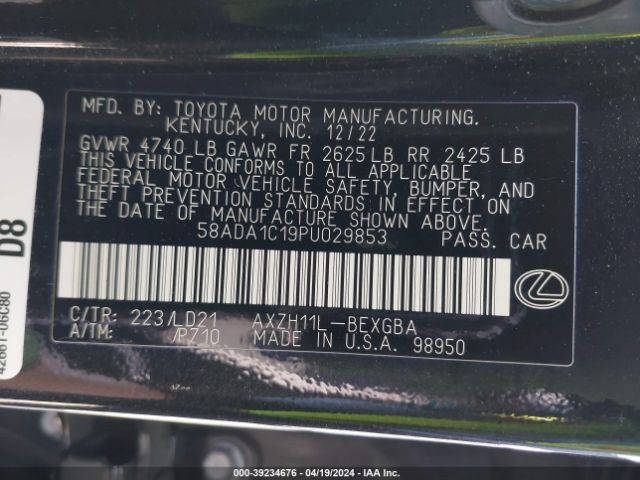 MFD. BY: TOYOTA MOTOR MANUFACTURING.
KENTUCKY, INC. 12/22
GVWR 4740 LB GAWR FR 2625 LB RR 2425 LB
THIS VEHICLE CONFORMS TO ALL APPLICABLE
FEDERAL MOTOR VEHICLE SAFETY, BUMPER, AND
THEFT PREVENTION STANDARDS IN EFFECT ON
THE DATE OF MANUFACTURE SHOWN ABOVE.
58ADA1C19PU029853 PASS. CAR
C/TR: 223/LD21 AXZH11L-BEXGBA
A/TM: /P710 MADE IN U.S.A. 98950
D8
42661-06C80
000-39234676 - 04/19/2024 - IAA Inc.